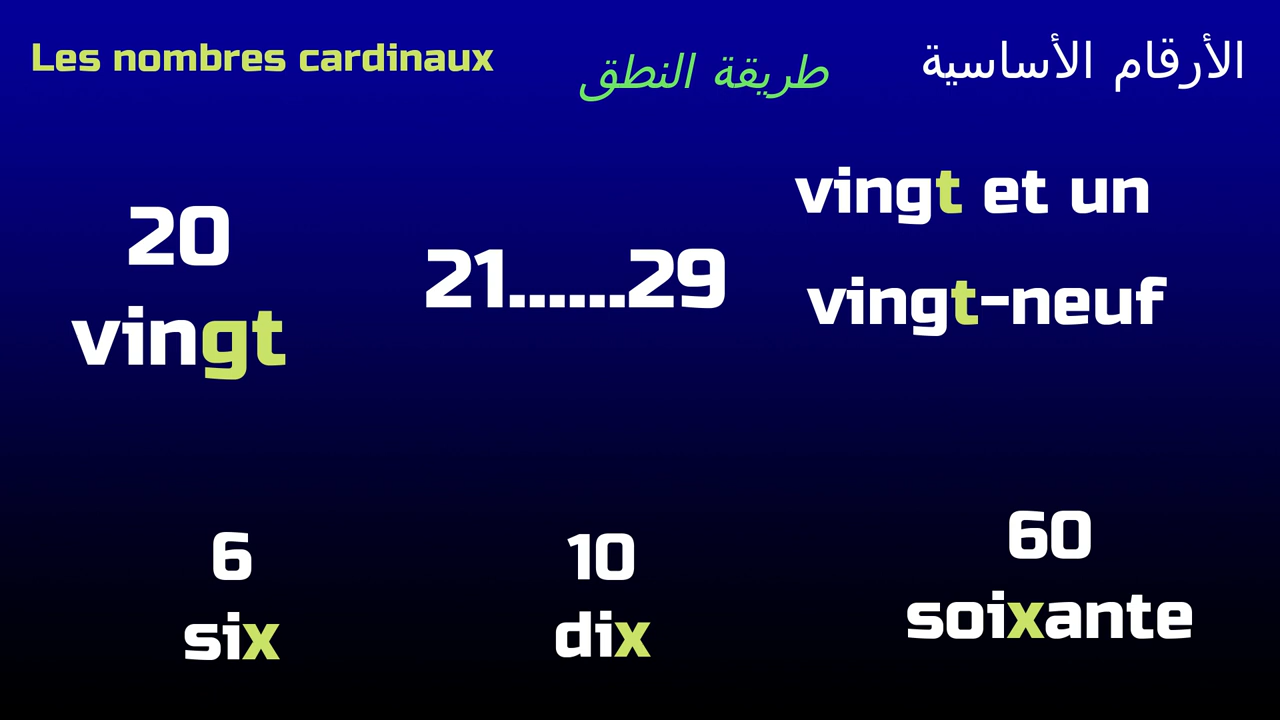 Les nombres cardinaux
طريقة النطق
الأرقام الأساسية
20
vingt
21......29
vingt et un
vingt-neuf
6
six
10
dix
60
soixante